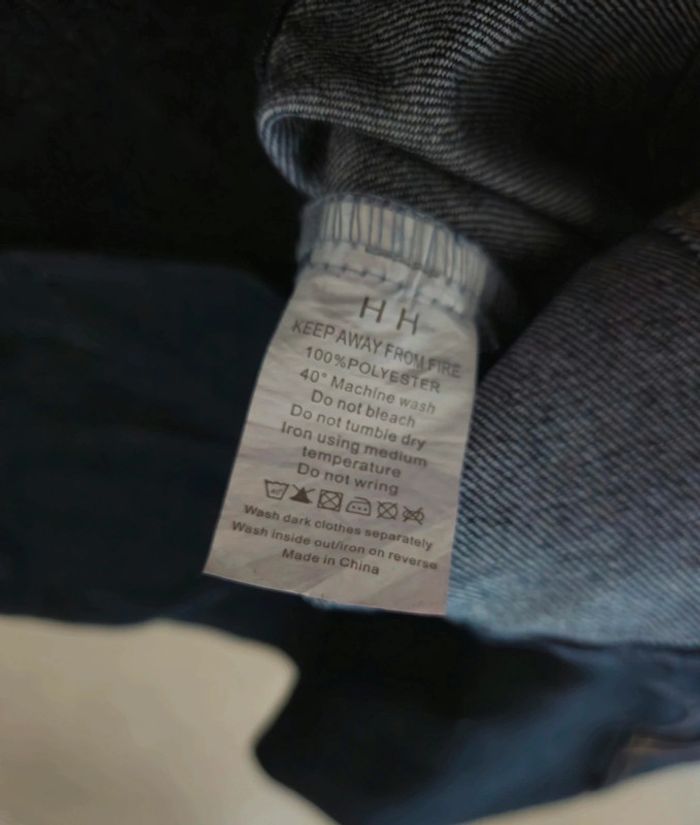 H H
KEEP AWAY FROM FIRE
100%POLYESTER
40° Machine wash
Do not bleach
Do not tumble dry
Iron using medium
temperature
Do not wring
40°
Wash dark clothes separately
Wash inside out/iron on reverse
Made in China